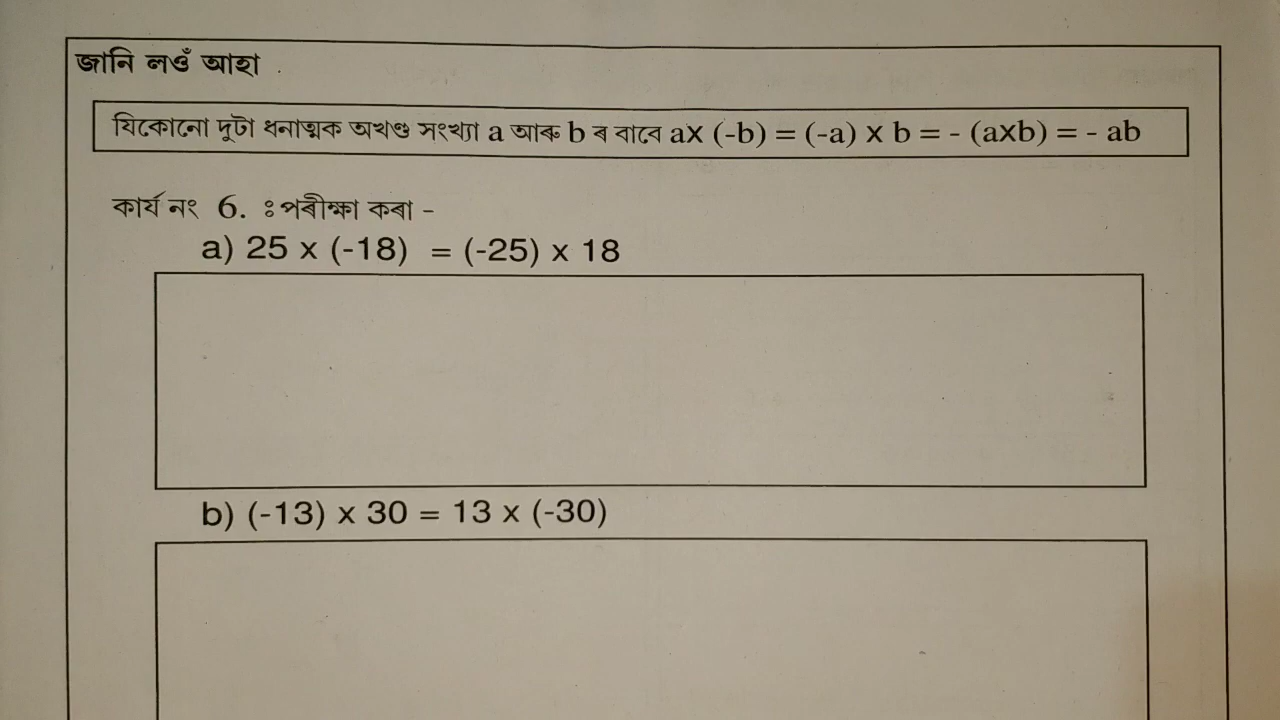 জানি লওঁ আহা
যিকোনো দুটা ধনাত্মক অখণ্ড সংখ্যা a আৰু b ৰ বাবে ax (-b) = (-a) x b = - (axb) = - ab
কাৰ্য নং 6. ঃপৰীক্ষা কৰা -
a) 25 x (-18) = (-25) x 18
b) (-13) x 30 = 13 x (-30)